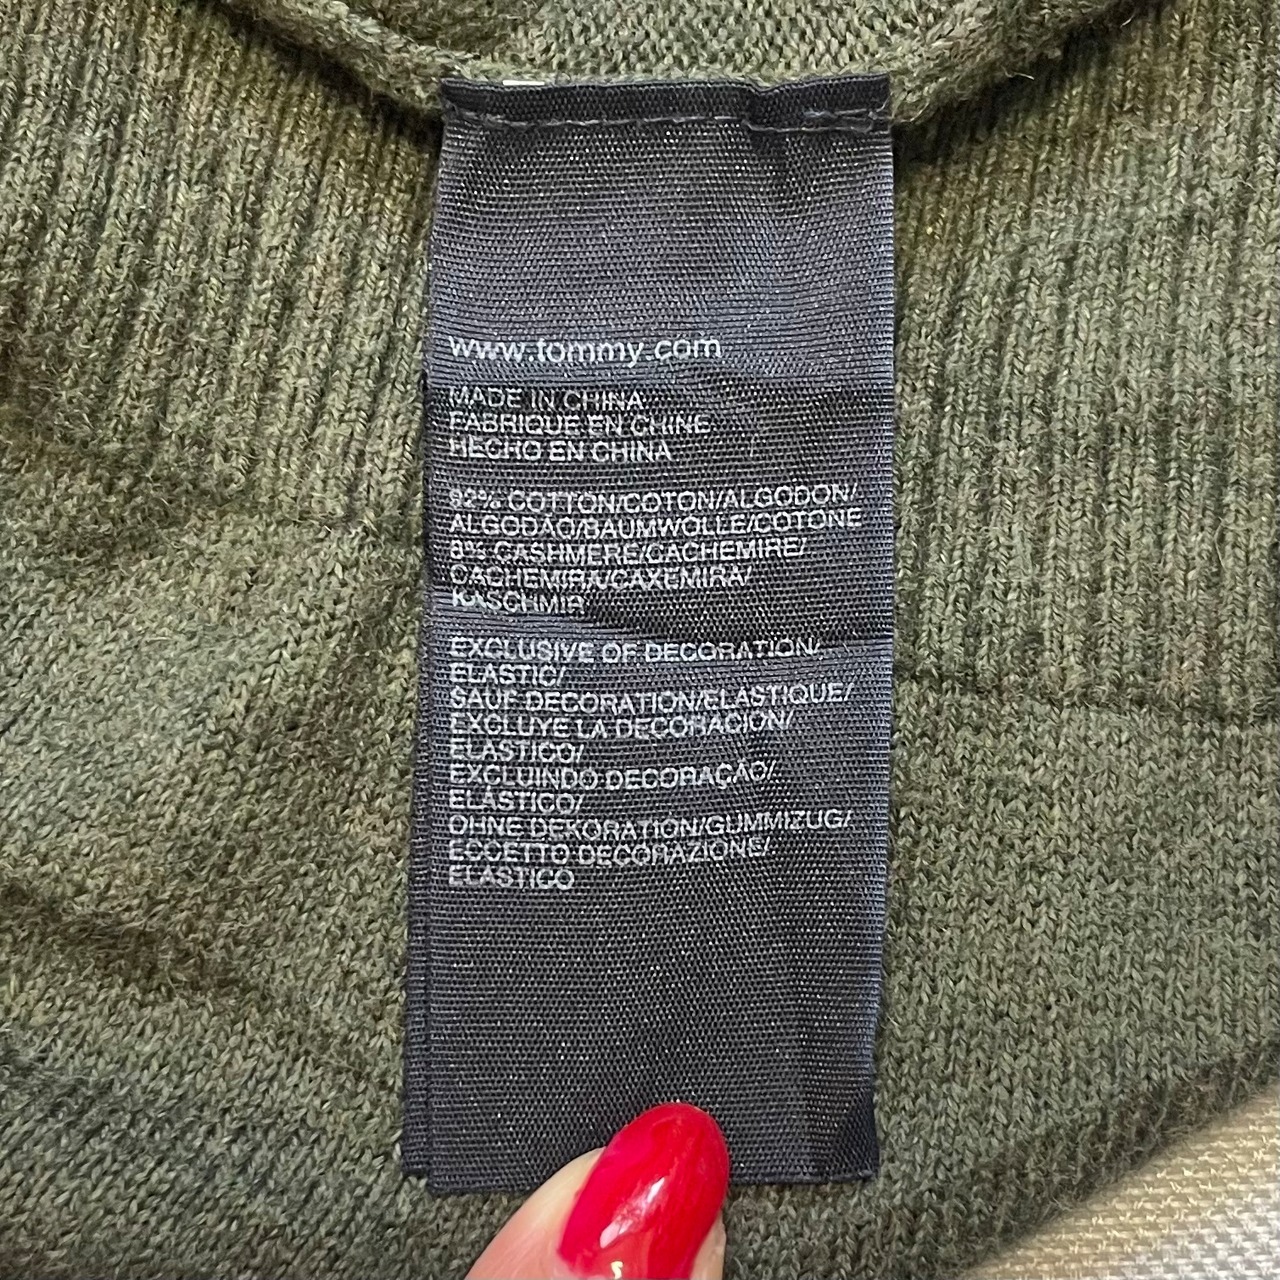 www.tommy.com
MADE IN CHINA
FABRIQUE EN CHINE
HECHO EN CHINA
92% COTTON/COTON/ALGODON/
ALGODÃO/BAUMWOLLE/COTONE
8% CASHMERE/CACHEMIRE/
CACHEMIRA/CAXEMIRA/
KASCHMIR
EXCLUSIVE OF DECORATION/
ELASTIC/
SAUF DECORATION/ELASTIQUE/
EXCLUYE LA DECORACION/
ELASTICO/
EXCLUINDO DECORAÇÃO/
ELÁSTICO/
OHNE DEKORATION/GUMMIZUG/
ECCETTO DECORAZIONE/
ELASTICO